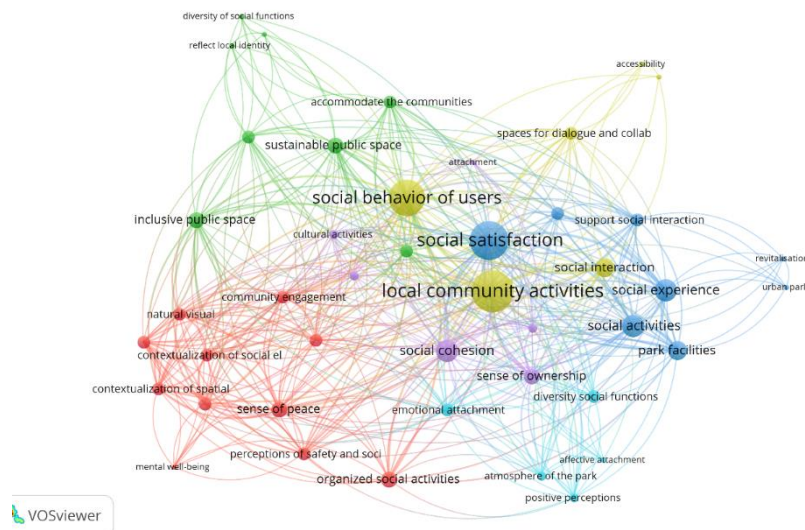 diversity of social functions
reflect local identity
accessibility
accommodate the communities
spaces for dialogue and collab
sustainable public space
attachment
social behavior of users
inclusive public space
support social interaction
cultural activities
social satisfaction
revitalisation
social interaction
community engagement
local community activities
social experience
urban park
natural visual
social activities
contextualization of social el
social cohesion
park facilities
sense of ownership
contextualization of spatial
diversity social functions
sense of peace
emotional attachment
perceptions of safety and soci
affective attachment
mental well-being
organized social activities
atmosphere of the park
positive perceptions
VOSviewer